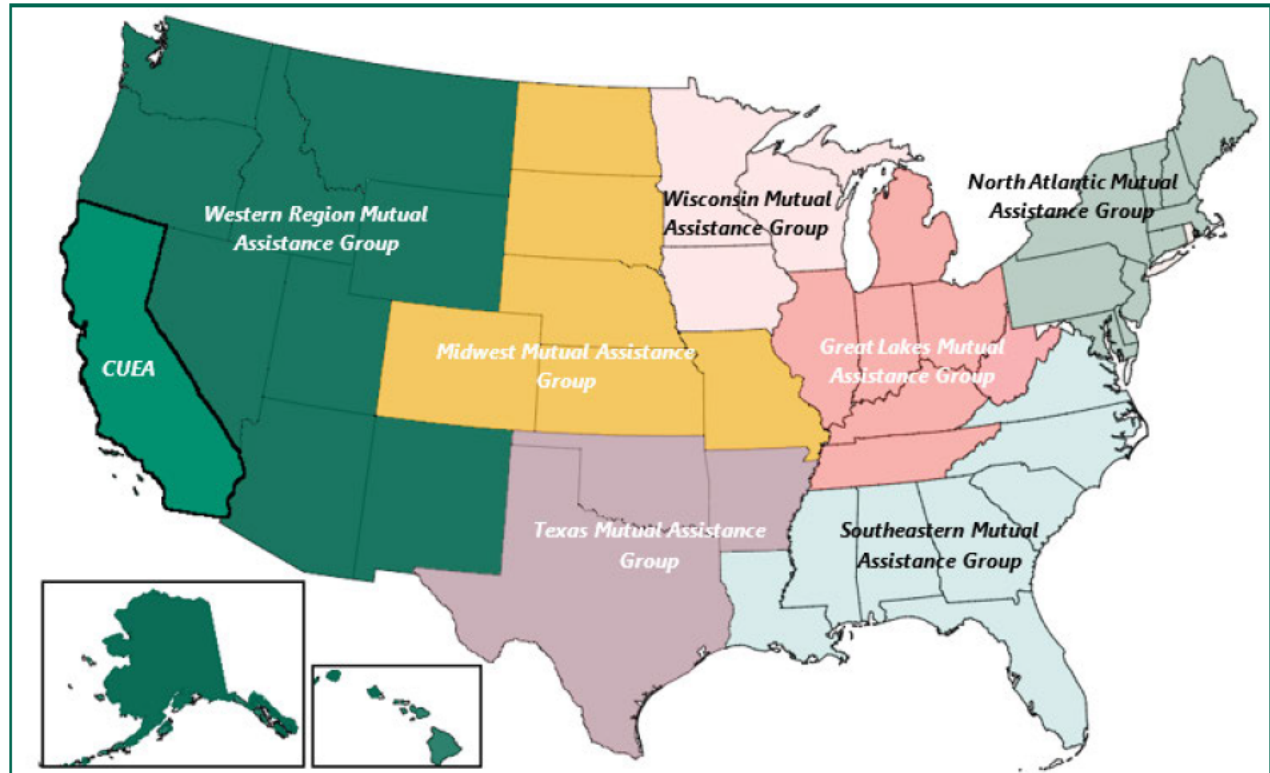 North Atlantic Mutual
Assistance Group
Wisconsin Mutual
Assistance Group
Western Region Mutual
Assistance Group
CUEA
Midwest Mutual Assistance
Group
Great Lakes Mutual
Assistance Group
Texas Mutual Assistance
Group
Southeastern Mutual
Assistance Group